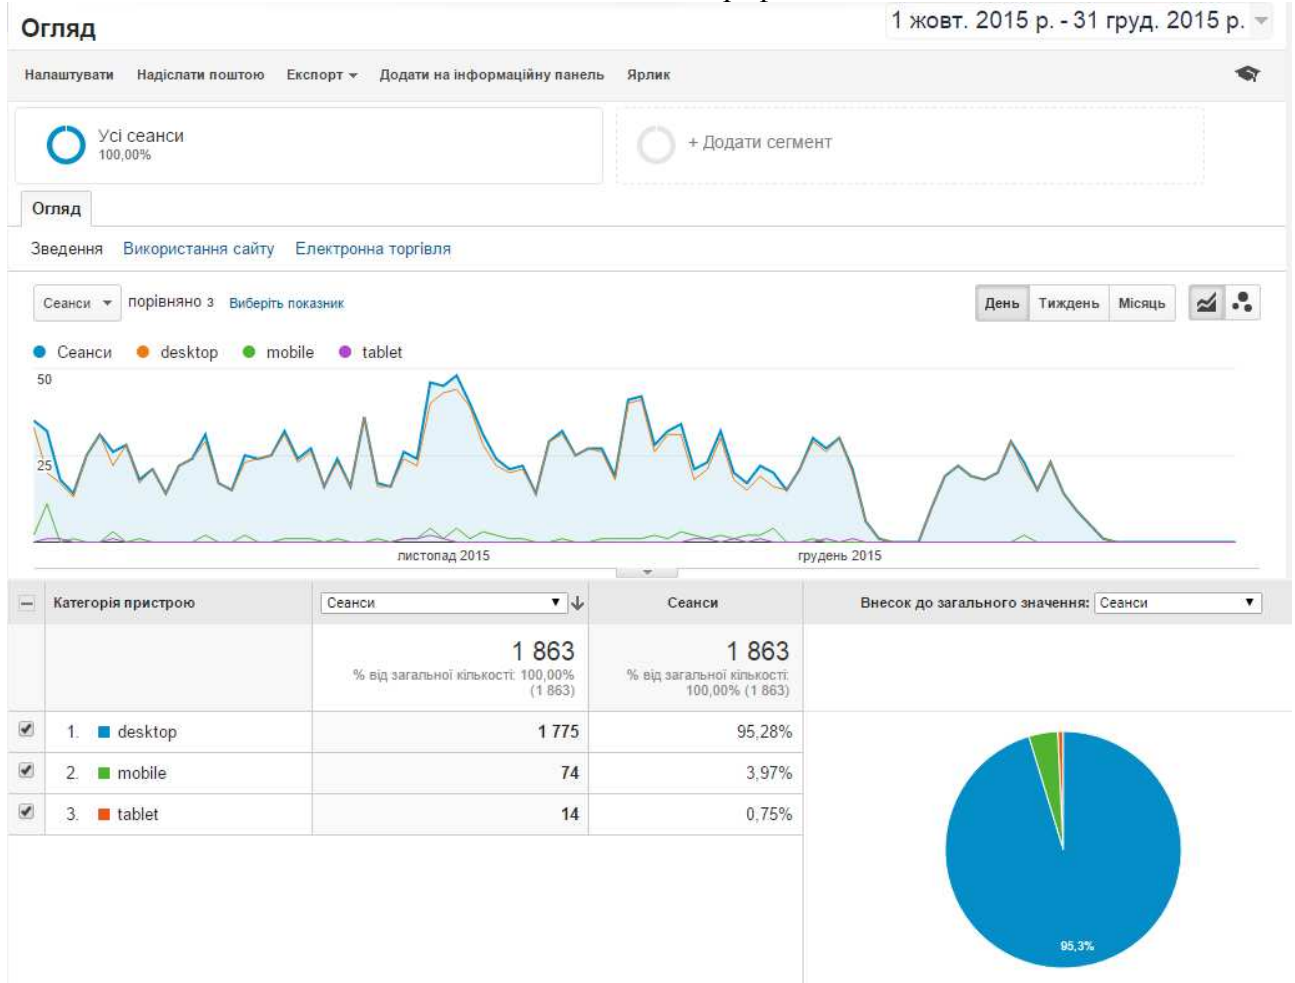 Огляд
1 жовт. 2015 р. - 31 груд. 2015 р.
Налаштувати Надіслати поштою Експорт Додати на інформаційну панель Ярлик
Усі сеанси
100,00%
+ Додати сегмент
Огляд
Зведення Використання сайту Електронна торгівля
Сеанси порівняно з Виберіть показник
День Тиждень Місяць
Сеанси desktop mobile tablet
50
25
листопад 2015 грудень 2015
Категорія пристрою Сеанси Сеанси Внесок до загального значення: Сеанси
1 863 1 863
% від загальної кількості: 100,00% (1 863)
% від загальної кількості: 100,00% (1 863)
1. desktop 1 775 95,28%
2. mobile 74 3,97%
3. tablet 14 0,75%
95,3%